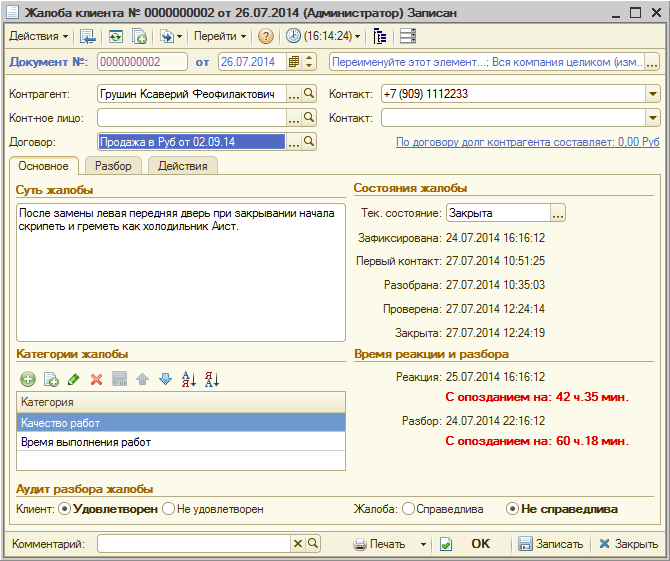 Жалоба клиента № 0000000002 от 26.07.2014 (Администратор) Записан
Действия Перейти (16:14:24)
Документ №: 0000000002 от 26.07.2014 Переименуйте этот элемент...; Вся компания целиком (изм...
Контрагент: Грушин Ксаверий Феофилактович ... Контакт: +7 (909) 1112233
Конт-ное лицо: ... Контакт:
Договор: Продажа в Руб от 02.09.14 ... По договору долг контрагента составляет: 0,00 Руб
Основное Разбор Действия
Суть жалобы Состояния жалобы
После замены левая передняя дверь при закрывании начала
скрипеть и греметь как холодильник Аист.
Тек. состояние: Закрыта ...
Зафиксирована: 24.07.2014 16:16:12
Первый контакт: 27.07.2014 10:51:25
Разобрана: 27.07.2014 10:35:03
Проверена: 27.07.2014 12:24:14
Закрыта: 27.07.2014 12:24:19
Категории жалобы Время реакции и разбора
Реакция: 25.07.2014 16:16:12
С опозданием на: 42 ч.35 мин.
Разбор: 24.07.2014 22:16:12
С опозданием на: 60 ч.18 мин.
Категория
Качество работ
Время выполнения работ
Аудит разбора жалобы
Клиент: Удовлетворен Не удовлетворен Жалоба: Справедлива Не справедлива
Комментарий: Печать OK Записать Закрыть